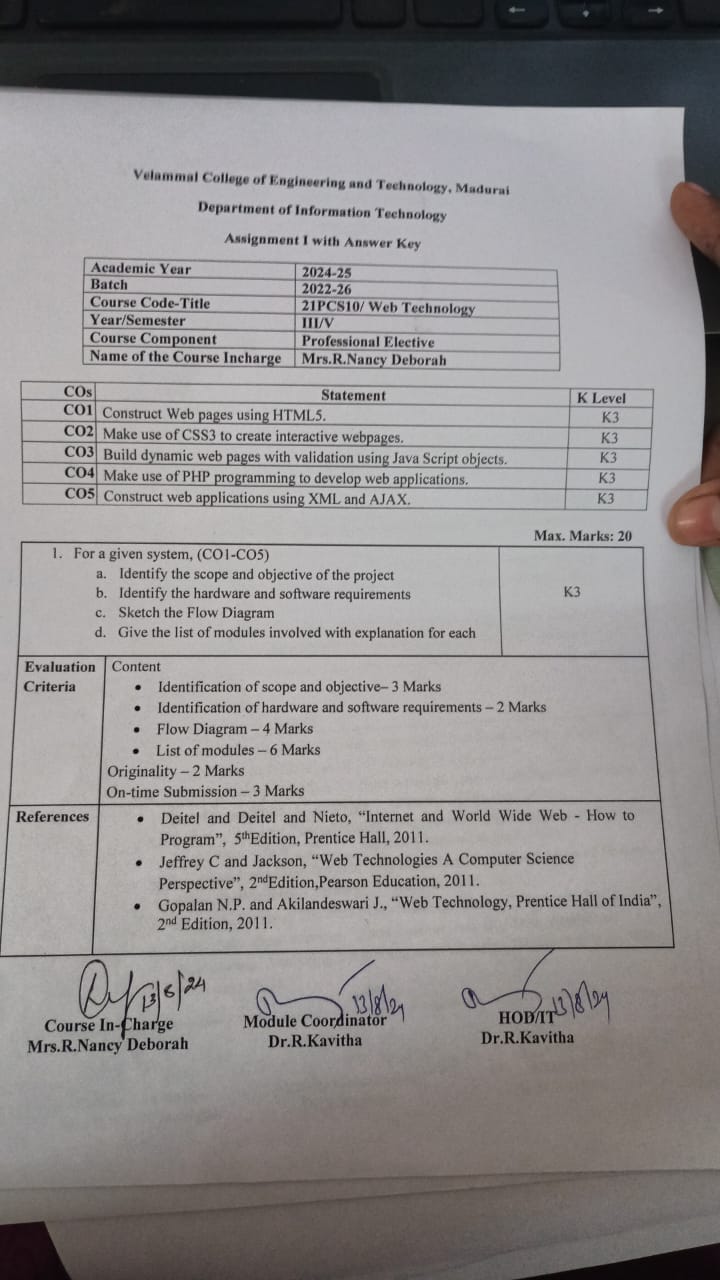 Velammal College of Engineering and Technology, Madurai
Department of Information Technology
Assignment I with Answer Key
Academic Year 2024-25
Batch 2022-26
Course Code-Title 21PCS10/ Web Technology
Year/Semester III/V
Course Component Professional Elective
Name of the Course Incharge Mrs.R.Nancy Deborah
COs Statement K Level
CO1 Construct Web pages using HTML5. K3
CO2 Make use of CSS3 to create interactive webpages. K3
CO3 Build dynamic web pages with validation using Java Script objects. K3
CO4 Make use of PHP programming to develop web applications. K3
CO5 Construct web applications using XML and AJAX. K3
Max. Marks: 20
1. For a given system, (CO1-CO5)
a. Identify the scope and objective of the project
b. Identify the hardware and software requirements K3
c. Sketch the Flow Diagram
d. Give the list of modules involved with explanation for each
Evaluation Content
Criteria • Identification of scope and objective– 3 Marks
• Identification of hardware and software requirements – 2 Marks
• Flow Diagram – 4 Marks
• List of modules – 6 Marks
Originality – 2 Marks
On-time Submission – 3 Marks
References • Deitel and Deitel and Nieto, “Internet and World Wide Web - How to
Program”, 5thEdition, Prentice Hall, 2011.
• Jeffrey C and Jackson, “Web Technologies A Computer Science
Perspective”, 2ndEdition,Pearson Education, 2011.
• Gopalan N.P. and Akilandeswari J., “Web Technology, Prentice Hall of India”,
2nd Edition, 2011.
13/8/24 13/8/24 13/8/24
Course In-Charge Module Coordinator HOD/IT
Mrs.R.Nancy Deborah Dr.R.Kavitha Dr.R.Kavitha